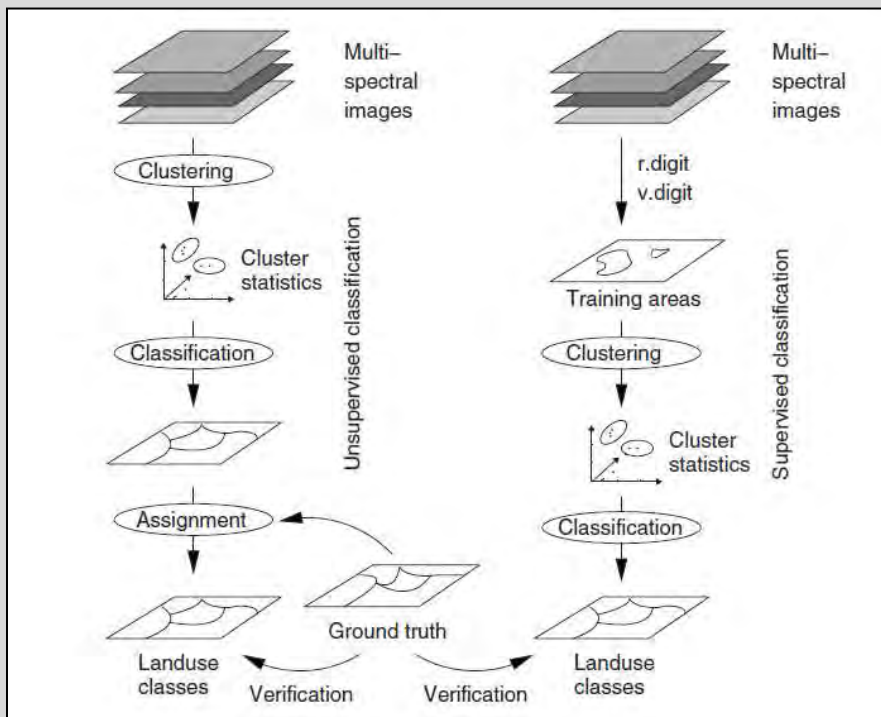 Multi–
spectral
images
Clustering
Cluster
statistics
Classification
Unsupervised classification
Assignment
Landuse
classes
Ground truth
Verification
Verification
Multi–
spectral
images
r.digit
v.digit
Training areas
Clustering
Cluster
statistics
Supervised classification
Classification
Landuse
classes